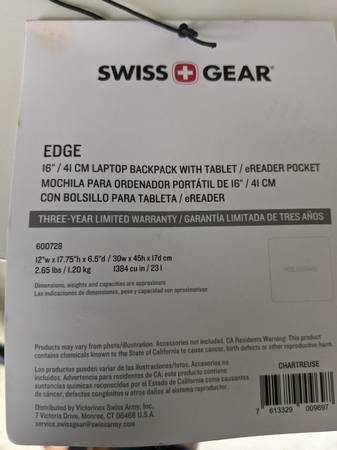 SWISS GEAR
EDGE
16" / 41 CM LAPTOP BACKPACK WITH TABLET / eREADER POCKET
MOCHILA PARA ORDENADOR PORTÁTIL DE 16" / 41 CM
CON BOLSILLO PARA TABLETA / eREADER
THREE-YEAR LIMITED WARRANTY / GARANTÍA LIMITADA DE TRES AÑOS
600728
12"w x 17.75"h x 6.5"d / 30w x 45h x 17d cm
2.65 lbs / 1.20 kg 1384 cu in / 23 l
Dimensions, weights and capacities are approximate
Las indicaciones de dimensiones, peso y capacidad son aproximativas
Products may vary from photo/illustration. Accessories not included. CA Residents Warning: This product
contains chemicals known to the State of California to cause cancer, birth defects or other reproductive harm.
Los productos pueden variar de las ilustraciones/fotos. Accesorios no
incluidos. Advertencia para residentes de CA: este producto contiene
sustancias químicas reconocidas por el Estado de California como causantes
de cáncer, defectos congénitos u otros daños al sistema reproductor.
Distributed by Victorinox Swiss Army, Inc.
7 Victoria Drive, Monroe, CT 06468 U.S.A.
service.swissgear@swissarmy.com
CHARTREUSE
7 613329 009697